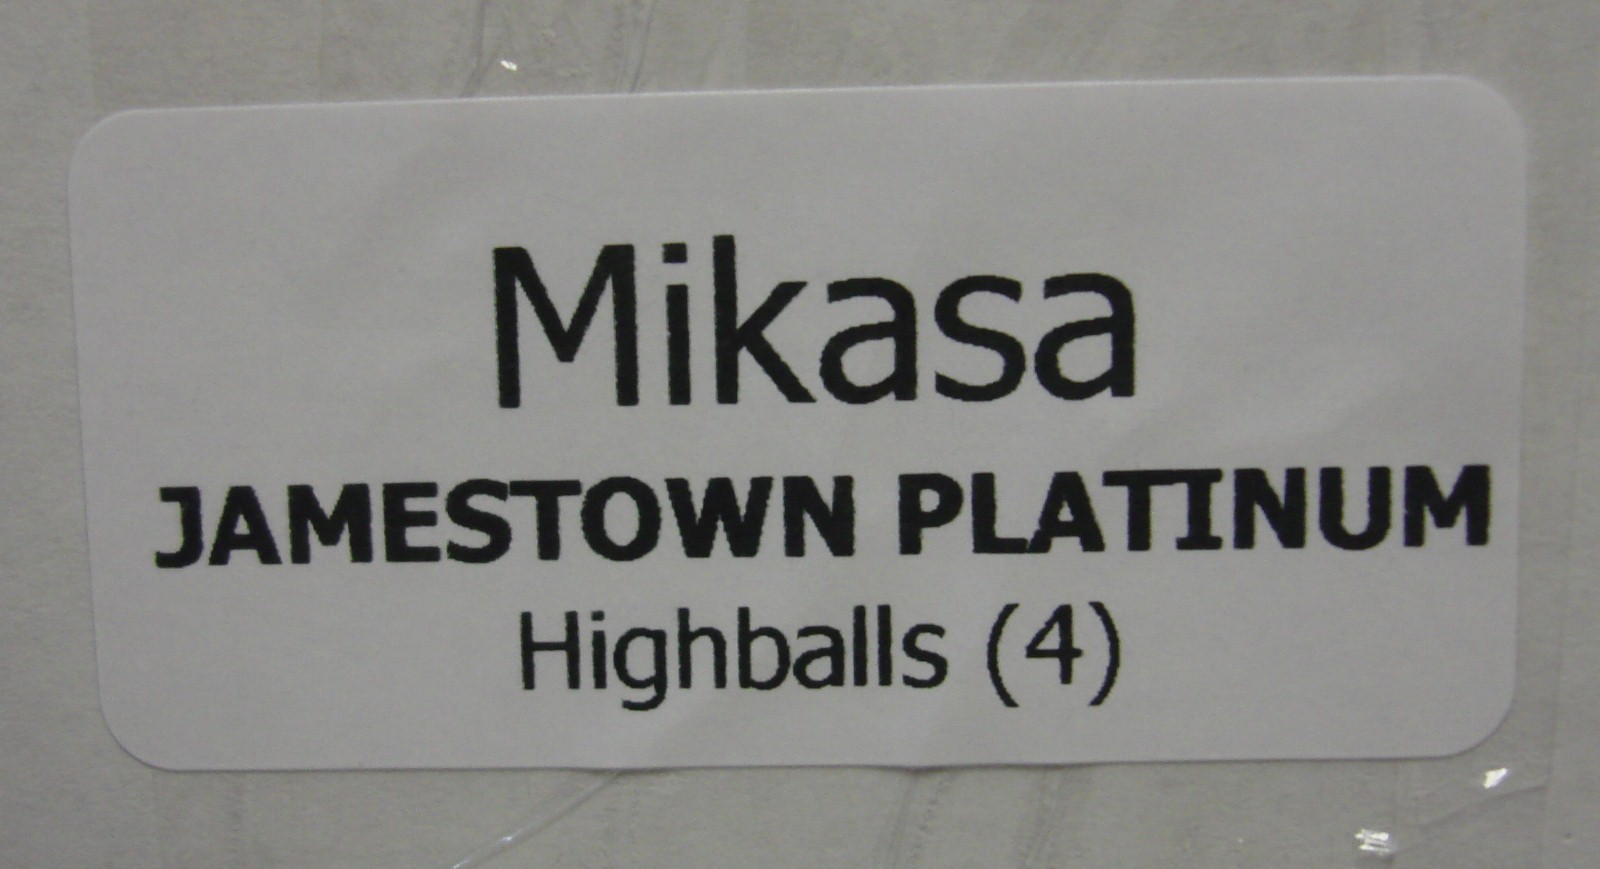 Mikasa
JAMESTOWN PLATINUM
Highballs (4)